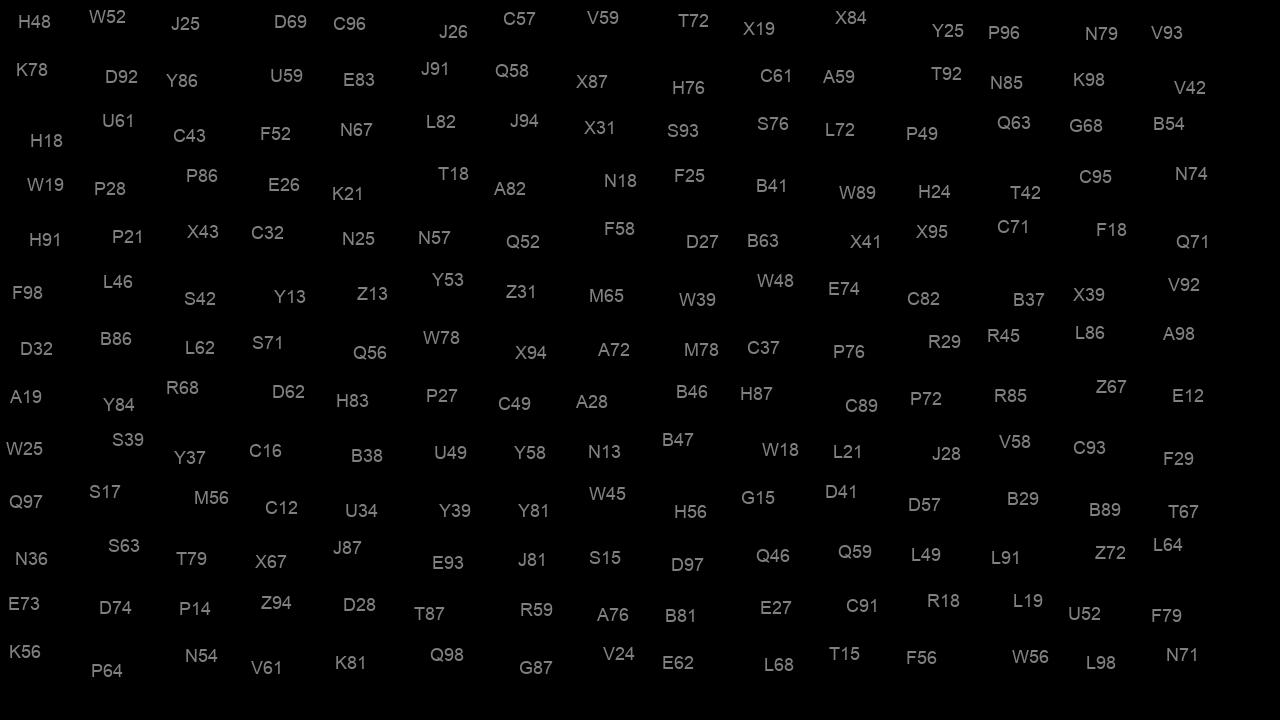 H48 W52 J25 D69 C96 J26 C57 V59 T72 X19 X84 Y25 P96 N79 V93
K78 D92 Y86 U59 E83 J91 Q58 X87 H76 C61 A59 T92 N85 K98 V42
H18 U61 C43 F52 N67 L82 J94 X31 S93 S76 L72 P49 Q63 G68 B54
W19 P28 P86 E26 K21 T18 A82 N18 F25 B41 W89 H24 T42 C95 N74
H91 P21 X43 C32 N25 N57 Q52 F58 D27 B63 X41 X95 C71 F18 Q71
F98 L46 S42 Y13 Z13 Y53 Z31 M65 W39 W48 E74 C82 B37 X39 V92
D32 B86 L62 S71 Q56 W78 X94 A72 M78 C37 P76 R29 R45 L86 A98
A19 Y84 R68 D62 H83 P27 C49 A28 B46 H87 C89 P72 R85 Z67 E12
W25 S39 Y37 C16 B38 U49 Y58 N13 B47 W18 L21 J28 V58 C93 F29
Q97 S17 M56 C12 U34 Y39 Y81 W45 H56 G15 D41 D57 B29 B89 T67
N36 S63 T79 X67 J87 E93 J81 S15 D97 Q46 Q59 L49 L91 Z72 L64
E73 D74 P14 Z94 D28 T87 R59 A76 B81 E27 C91 R18 L19 U52 F79
K56 P64 N54 V61 K81 Q98 G87 V24 E62 L68 T15 F56 W56 L98 N71